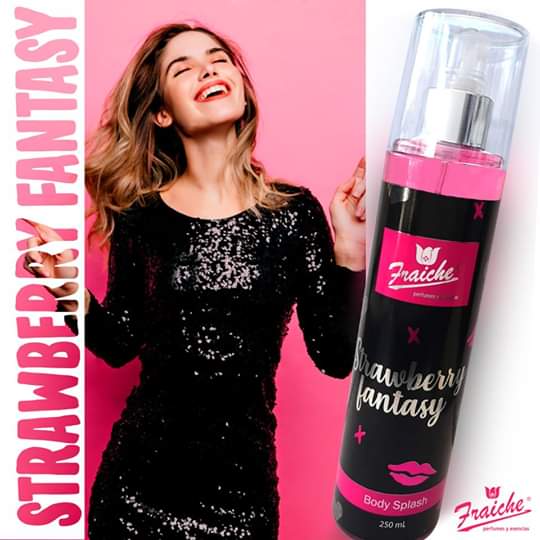 STRAWBERRY FANTASY
Fraiche
Strawberry
fantasy
Body Splash
250 mL
Fraiche®
perfumes y esencias